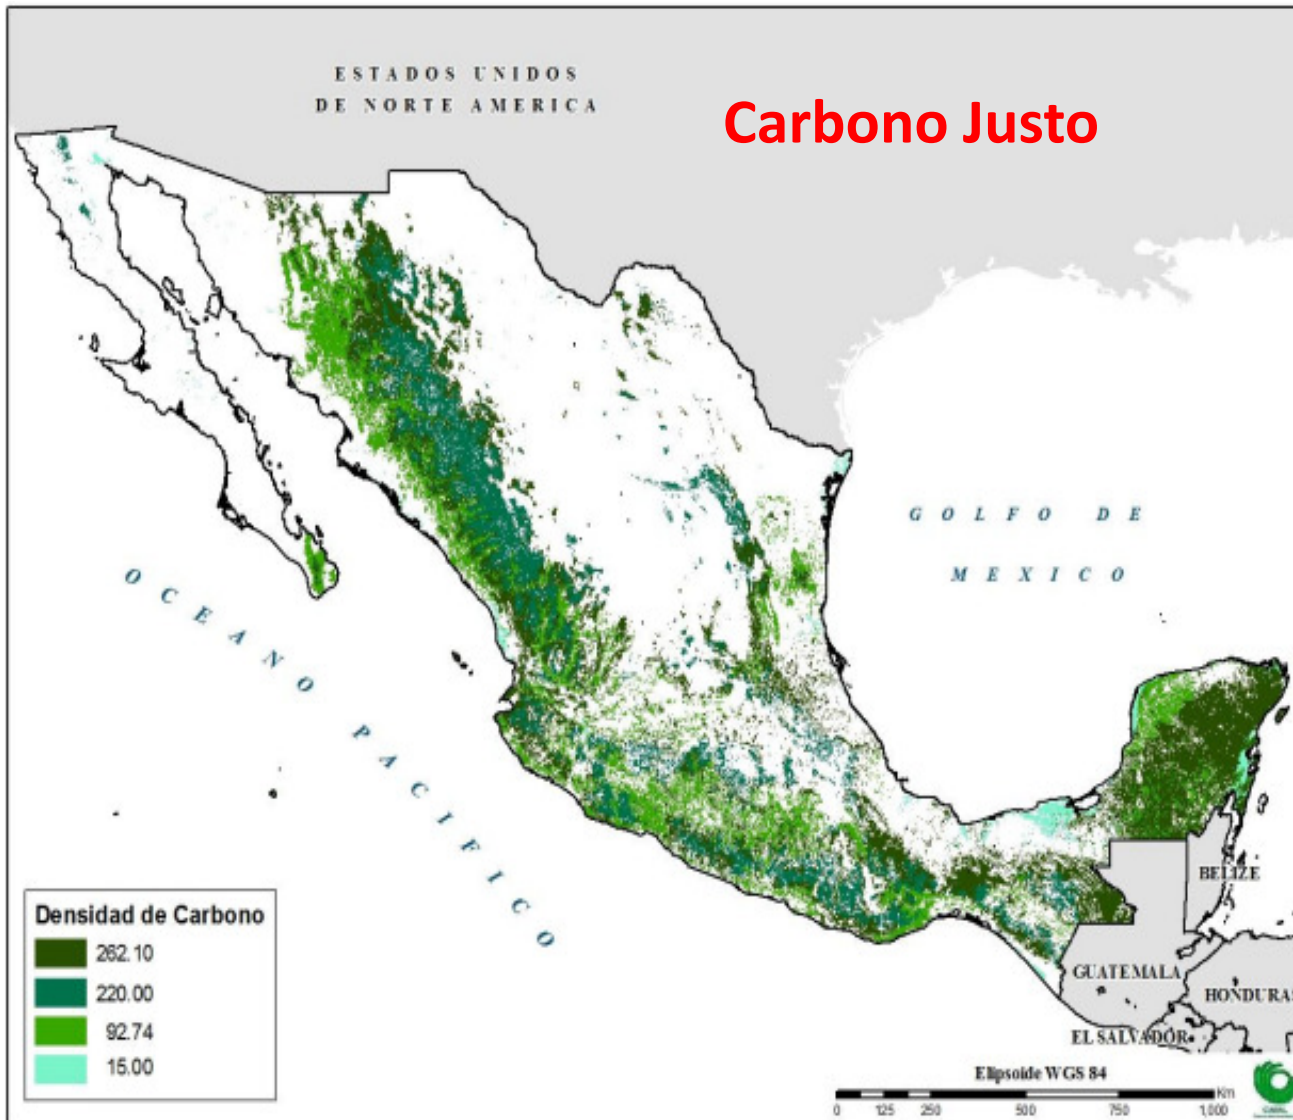 ESTADOS UNIDOS
DE NORTE AMERICA
Carbono Justo
GOLFO DE
MEXICO
OCEANO PACIFICO
BELIZE
GUATEMALA
HONDURAS
EL SALVADOR
Densidad de Carbono
262.10
220.00
92.74
15.00
Elipsoide WGS 84
Km
0 125 250 500 750 1,000